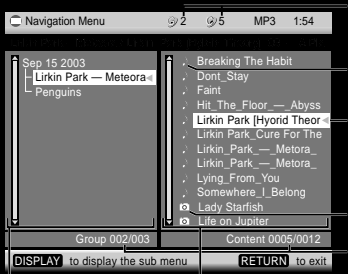 Navigation Menu 2 5 MP3 1:54
Sep 15 2003
Lirkin Park — Meteora
Penguins
Breaking The Habit
Dont_Stay
Faint
Hit_The_Floor_—_Abyss
Lirkin Park [Hyorid Theor
Lirkin Park_Cure For The
Lirkin_Park_—_Metora_
Lirkin_Park_—_Metora_
Lying_From_You
Somewhere_I_Belong
Lady Starfish
Life on Jupiter
Group 002/003
Content 0005/0012
DISPLAY to display the sub menu
RETURN to exit